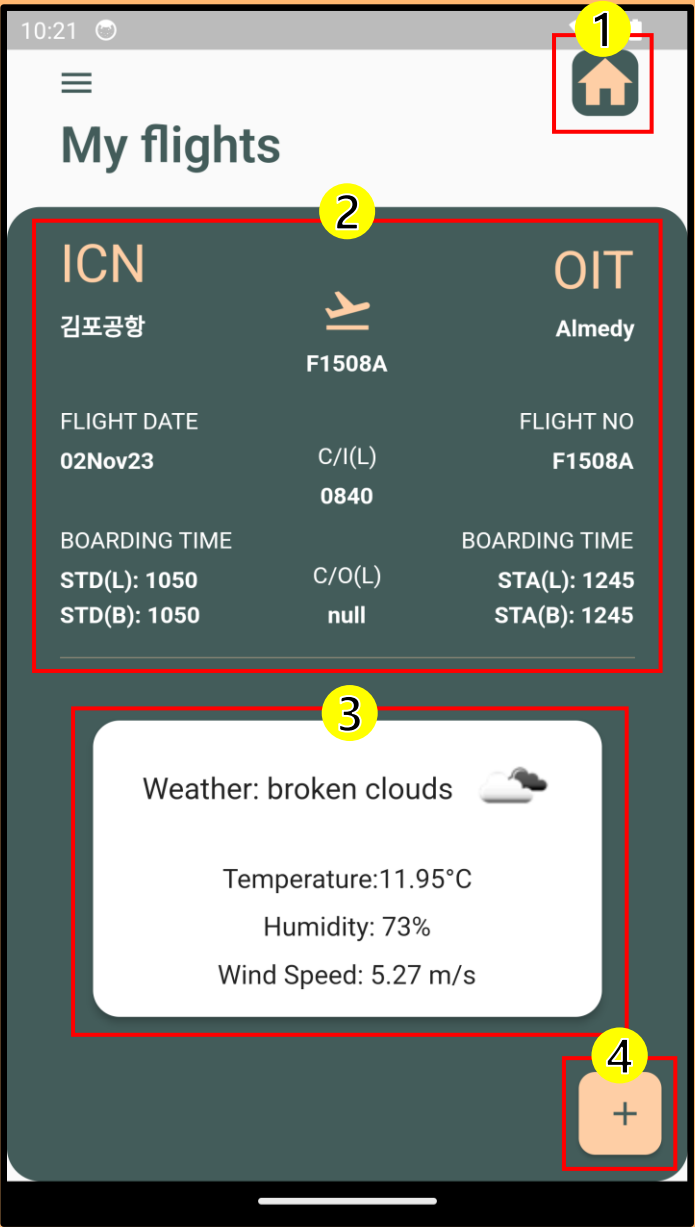 10:21
1
My flights
2
ICN
OIT
김포공항
Almedy
F1508A
FLIGHT DATE
FLIGHT NO
02Nov23
C/I(L)
F1508A
0840
BOARDING TIME
BOARDING TIME
STD(L): 1050
C/O(L)
STA(L): 1245
STD(B): 1050
null
STA(B): 1245
3
Weather: broken clouds
Temperature:11.95°C
Humidity: 73%
Wind Speed: 5.27 m/s
4
+